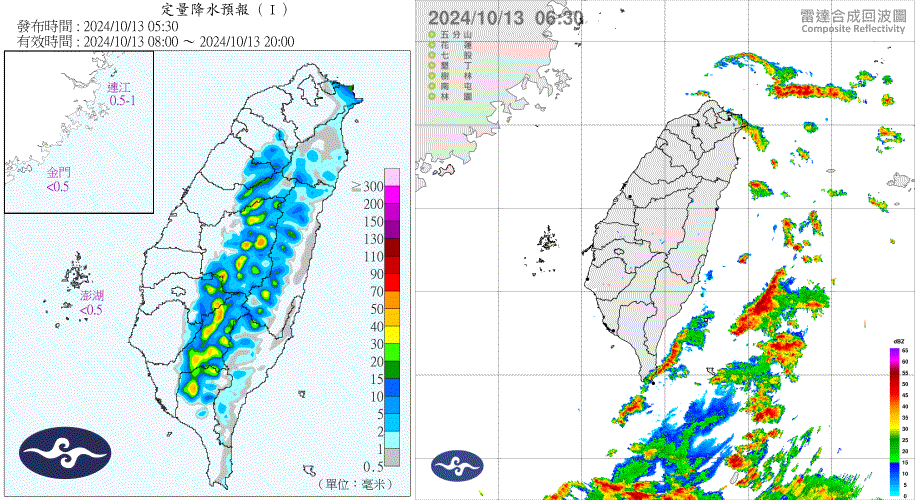 定量降水預報 ( I )
發布時間 : 2024/10/13 05:30
有效時間 : 2024/10/13 08:00 ～ 2024/10/13 20:00
連江
0.5-1
金門
<0.5
澎湖
<0.5
≧ 300
200
150
130
110
90
70
50
40
30
20
15
10
5
2
1
0.5
(單位：毫米)
2024/10/13 06:30
五分山
花蓮
七股
墾丁
樹林
南屯
林園
雷達合成回波圖
Composite Reflectivity
dBZ
65
60
55
50
45
40
35
30
25
20
15
10
5